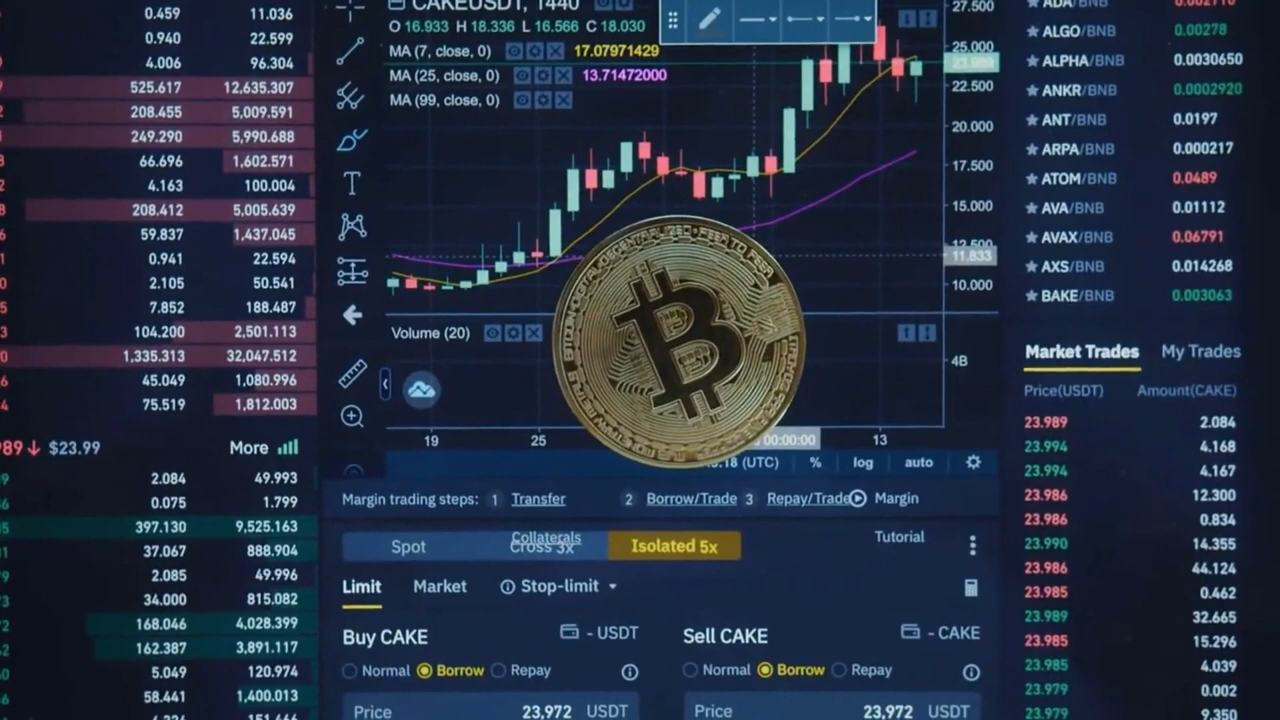 0.459 11.036
0.940 22.599
4.006 96.304
525.617 12,635.307
208.455 5,009.591
249.290 5,990.688
66.696 1,602.571
4.163 100.004
208.412 5,005.639
59.837 1,437.045
0.941 22.594
2.105 50.541
7.852 188.487
104.200 2,501.113
1,335.313 32,047.512
45.049 1,080.996
75.519 1,812.003
989↓ $23.99 More
2.084 49.993
0.075 1.799
397.130 9,525.163
37.067 888.904
2.085 49.996
34.000 815.082
168.046 4,028.399
162.387 3,891.117
5.049 120.974
58.441 1,400.013
CAKEUSDT, 1440
O 16.933 H 18.336 L 16.566 C 18.030
MA (7, close, 0) 17.07971429
MA (25, close, 0) 13.71472000
MA (99, close, 0)
27.500
25.000
23.989
22.500
20.000
17.500
15.000
12.500
11.833
10.000
Volume (20)
4B
19 25 00:00:00 13
:18 (UTC) % log auto
Margin trading steps: 1 Transfer 2 Borrow/Trade 3 Repay/Trade Margin
Collaterals Tutorial
Spot Cross 3x Isolated 5x
Limit Market Stop-limit
Buy CAKE - USDT Sell CAKE - CAKE
Normal Borrow Repay Normal Borrow Repay
Price 23,972 USDT Price 23,972 USDT
ADA/BNB
ALGO/BNB 0.00278
ALPHA/BNB 0.0030650
ANKR/BNB 0.0002920
ANT/BNB 0.0197
ARPA/BNB 0.000217
ATOM/BNB 0.0489
AVA/BNB 0.01112
AVAX/BNB 0.06791
AXS/BNB 0.014268
BAKE/BNB 0.003063
Market Trades My Trades
Price(USDT) Amount(CAKE)
23.989 2.084
23.994 4.168
23.994 4.167
23.986 12.300
23.986 0.834
23.990 14.355
23.986 44.124
23.985 0.462
23.989 32.665
23.985 15.296
23.985 4.039
23.979 0.002
23.979 9.350